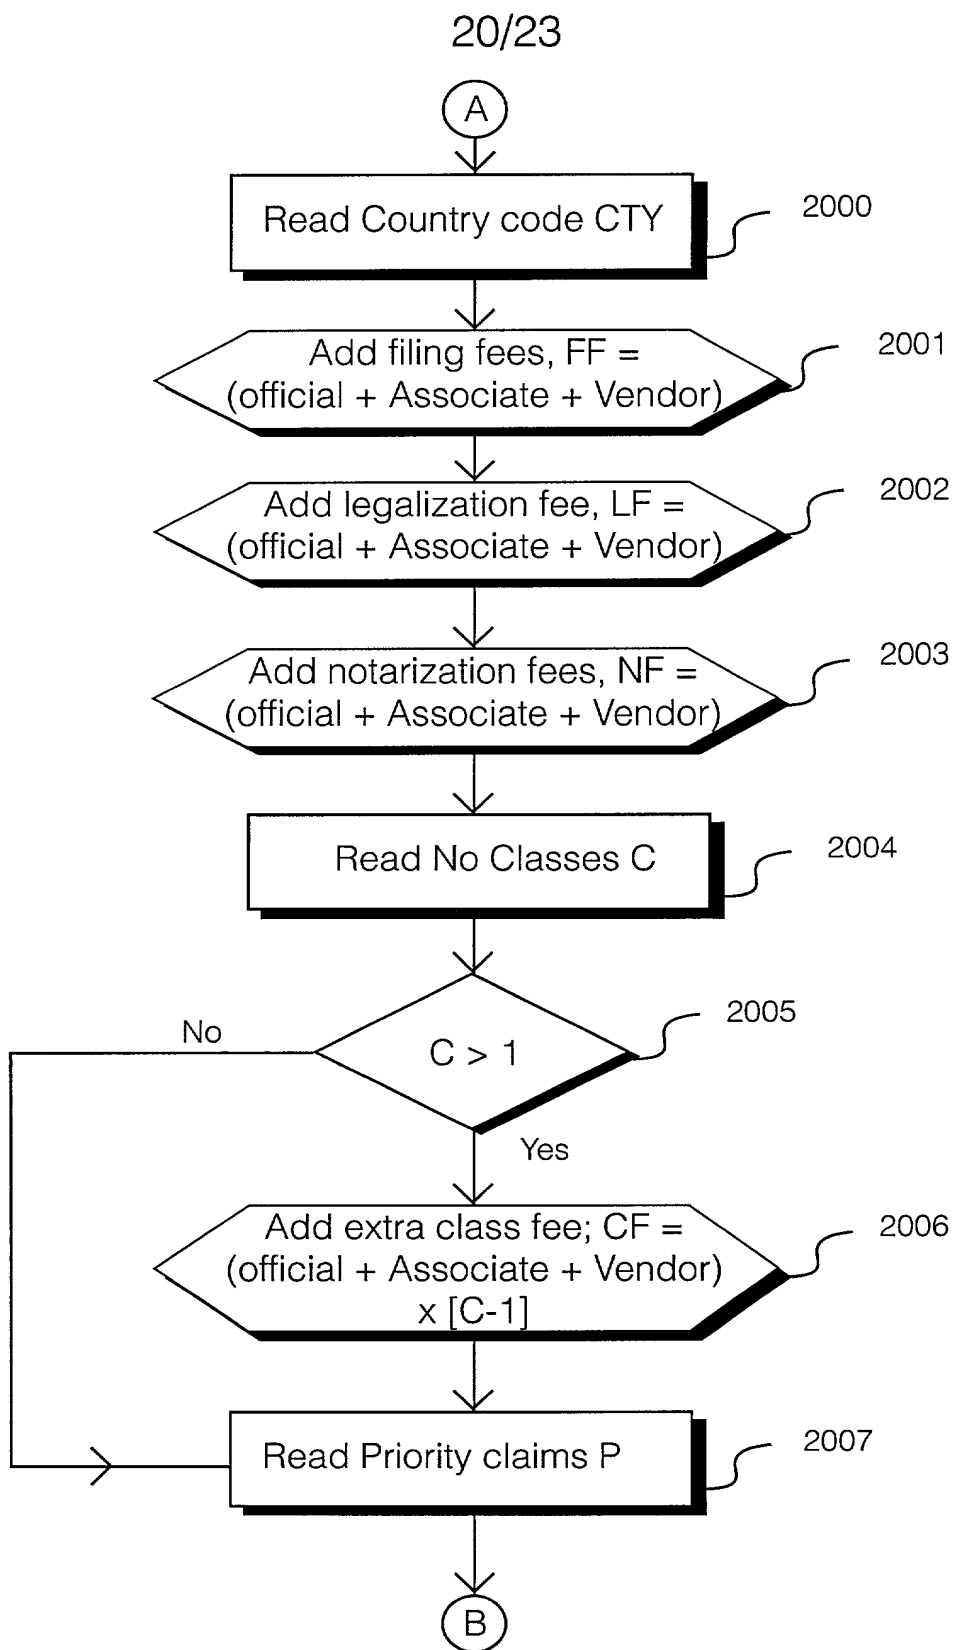 20/23
A
Read Country code CTY
2000
Add filing fees, FF =
(official + Associate + Vendor)
2001
Add legalization fee, LF =
(official + Associate + Vendor)
2002
Add notarization fees, NF =
(official + Associate + Vendor)
2003
Read No Classes C
2004
C > 1
2005
No
Yes
Add extra class fee; CF =
(official + Associate + Vendor)
x [C-1]
2006
Read Priority claims P
2007
B